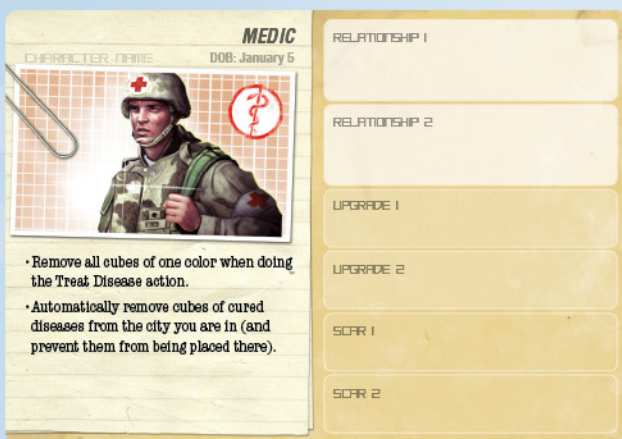 MEDIC
CHARACTER NAME
DOB: January 5
• Remove all cubes of one color when doing
the Treat Disease action.
• Automatically remove cubes of cured
diseases from the city you are in (and
prevent them from being placed there).
RELATIONSHIP 1
RELATIONSHIP 2
UPGRADE 1
UPGRADE 2
SCAR 1
SCAR 2